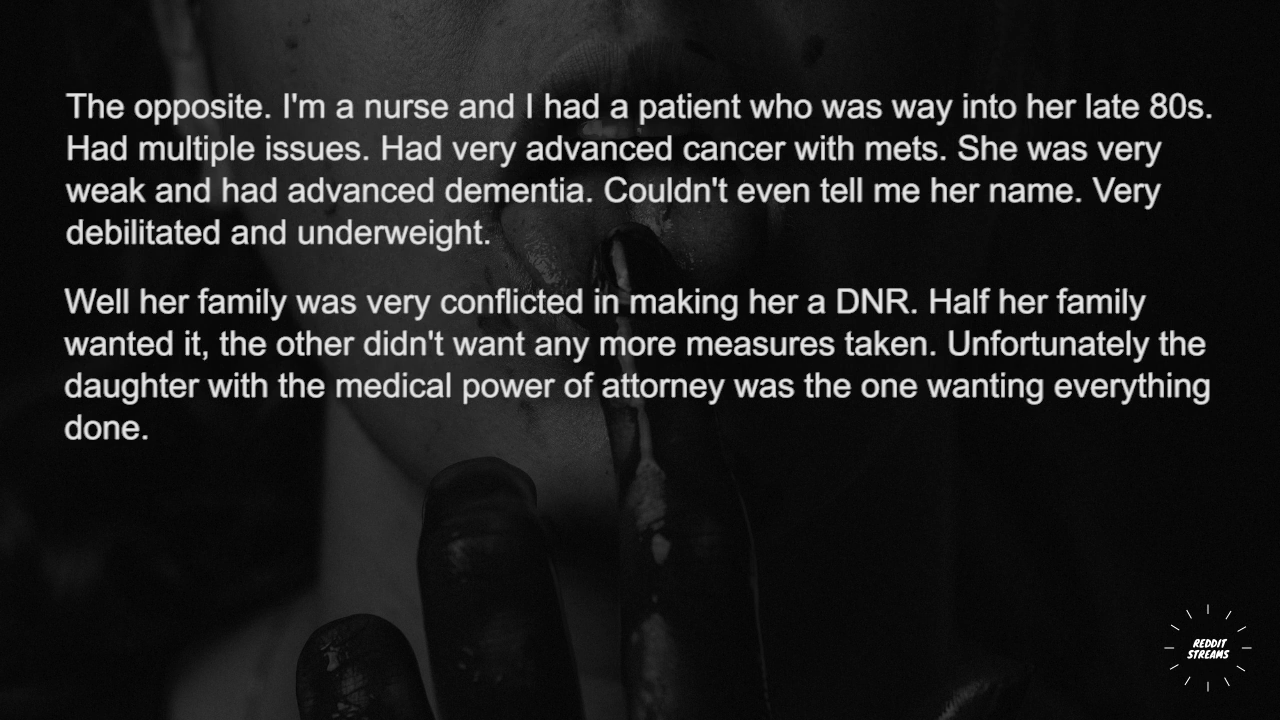 The opposite. I'm a nurse and I had a patient who was way into her late 80s.
Had multiple issues. Had very advanced cancer with mets. She was very
weak and had advanced dementia. Couldn't even tell me her name. Very
debilitated and underweight.
Well her family was very conflicted in making her a DNR. Half her family
wanted it, the other didn't want any more measures taken. Unfortunately the
daughter with the medical power of attorney was the one wanting everything
done.
REDDIT
STREAMS